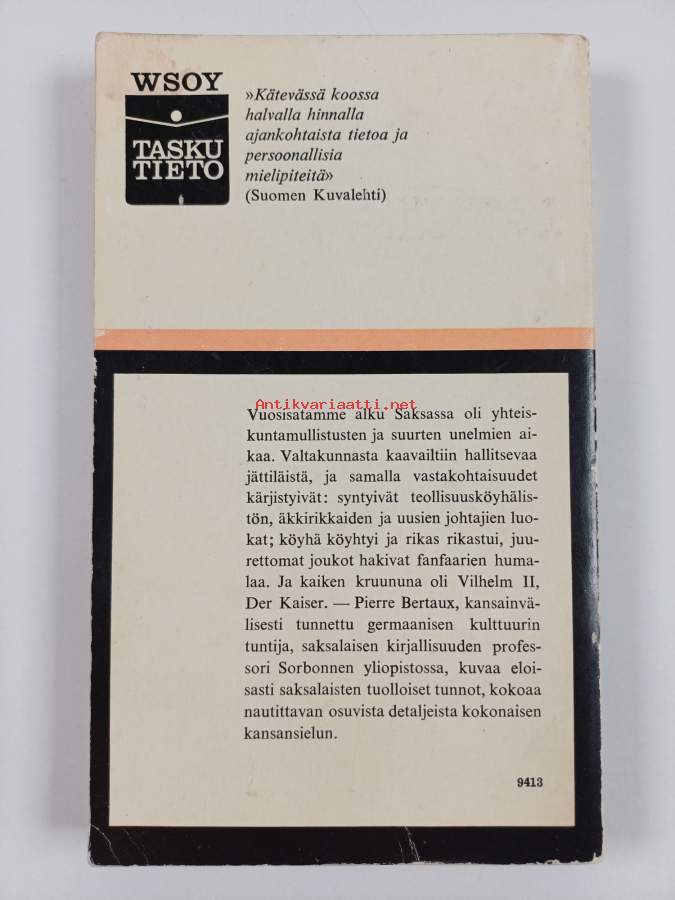 WSOY
TASKU
TIETO
»Kätevässä koossa
halvalla hinnalla
ajankohtaista tietoa ja
persoonallisia
mielipiteitä»
(Suomen Kuvalehti)
Antikvariaatti.net
Vuosisatamme alku Saksassa oli yhteis-
kuntamullistusten ja suurten unelmien ai-
kaa. Valtakunnasta kaavailtiin hallitsevaa
jättiläistä, ja samalla vastakohtaisuudet
kärjistyivät: syntyivät teollisuusköyhälis-
tön, äkkirikkaiden ja uusien johtajien luo-
kat; köyhä köyhtyi ja rikas rikastui, juu-
rettomat joukot hakivat fanfaarien huma-
laa. Ja kaiken kruununa oli Vilhelm II,
Der Kaiser. — Pierre Bertaux, kansainvä-
lisesti tunnettu germaanisen kulttuurin
tuntija, saksalaisen kirjallisuuden profes-
sori Sorbonnen yliopistossa, kuvaa eloi-
sasti saksalaisten tuolloiset tunnot, kokoaa
nautittavan osuvista detaljeista kokonaisen
kansansielun.
9413